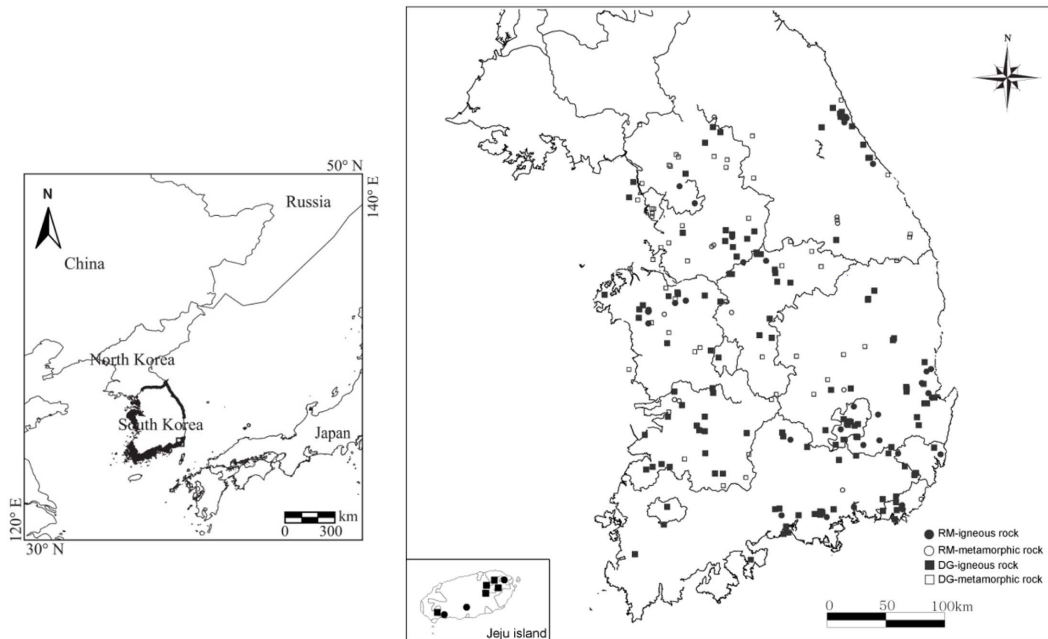 50° N
140° E
N
Russia
China
North Korea
South Korea
Japan
120° E
30° N
km
0 300
N
RM-igneous rock
RM-metamorphic rock
DG-igneous rock
DG-metamorphic rock
0 50 100km
Jeju island